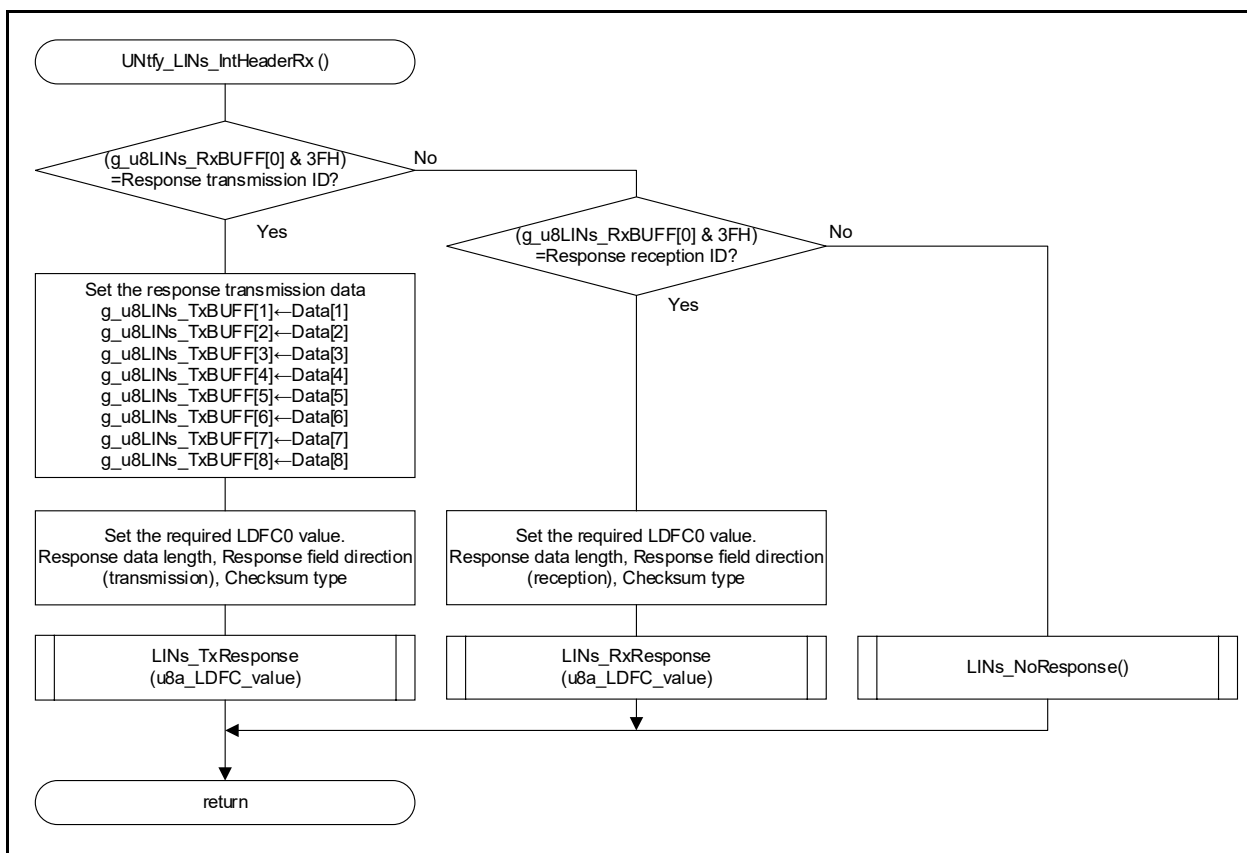 UNtfy_LINs_IntHeaderRx ()
(g_u8LINs_RxBUFF[0] & 3FH)
=Response transmission ID?
No
Yes
(g_u8LINs_RxBUFF[0] & 3FH)
=Response reception ID?
No
Yes
Set the response transmission data
g_u8LINs_TxBUFF[1]←Data[1]
g_u8LINs_TxBUFF[2]←Data[2]
g_u8LINs_TxBUFF[3]←Data[3]
g_u8LINs_TxBUFF[4]←Data[4]
g_u8LINs_TxBUFF[5]←Data[5]
g_u8LINs_TxBUFF[6]←Data[6]
g_u8LINs_TxBUFF[7]←Data[7]
g_u8LINs_TxBUFF[8]←Data[8]
Set the required LDFC0 value.
Response data length, Response field direction
(transmission), Checksum type
Set the required LDFC0 value.
Response data length, Response field direction
(reception), Checksum type
LINs_TxResponse
(u8a_LDFC_value)
LINs_RxResponse
(u8a_LDFC_value)
LINs_NoResponse()
return